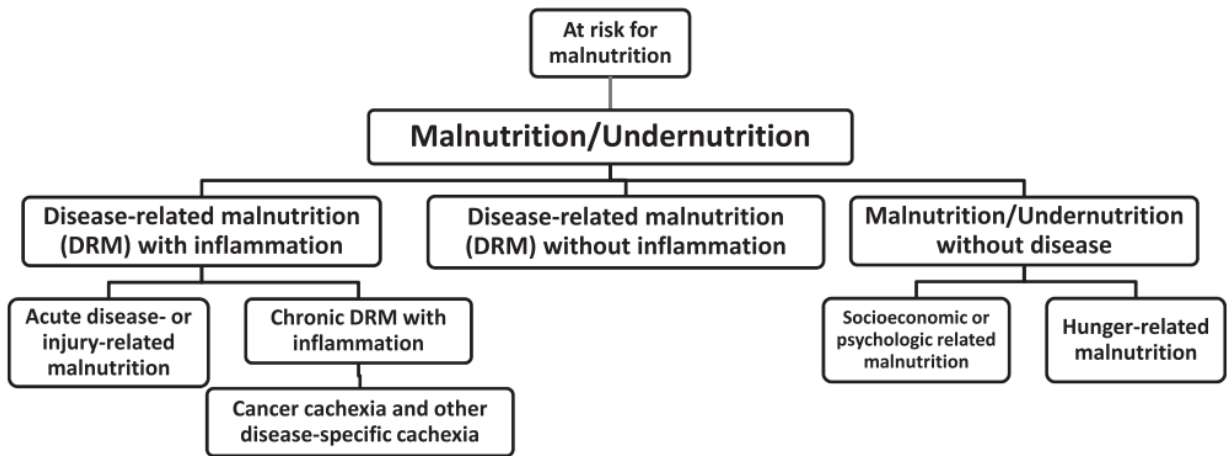 At risk for
malnutrition
Malnutrition/Undernutrition
Disease-related malnutrition
(DRM) with inflammation
Disease-related malnutrition
(DRM) without inflammation
Malnutrition/Undernutrition
without disease
Acute disease- or
injury-related
malnutrition
Chronic DRM with
inflammation
Socioeconomic or
psychologic related
malnutrition
Hunger-related
malnutrition
Cancer cachexia and other
disease-specific cachexia